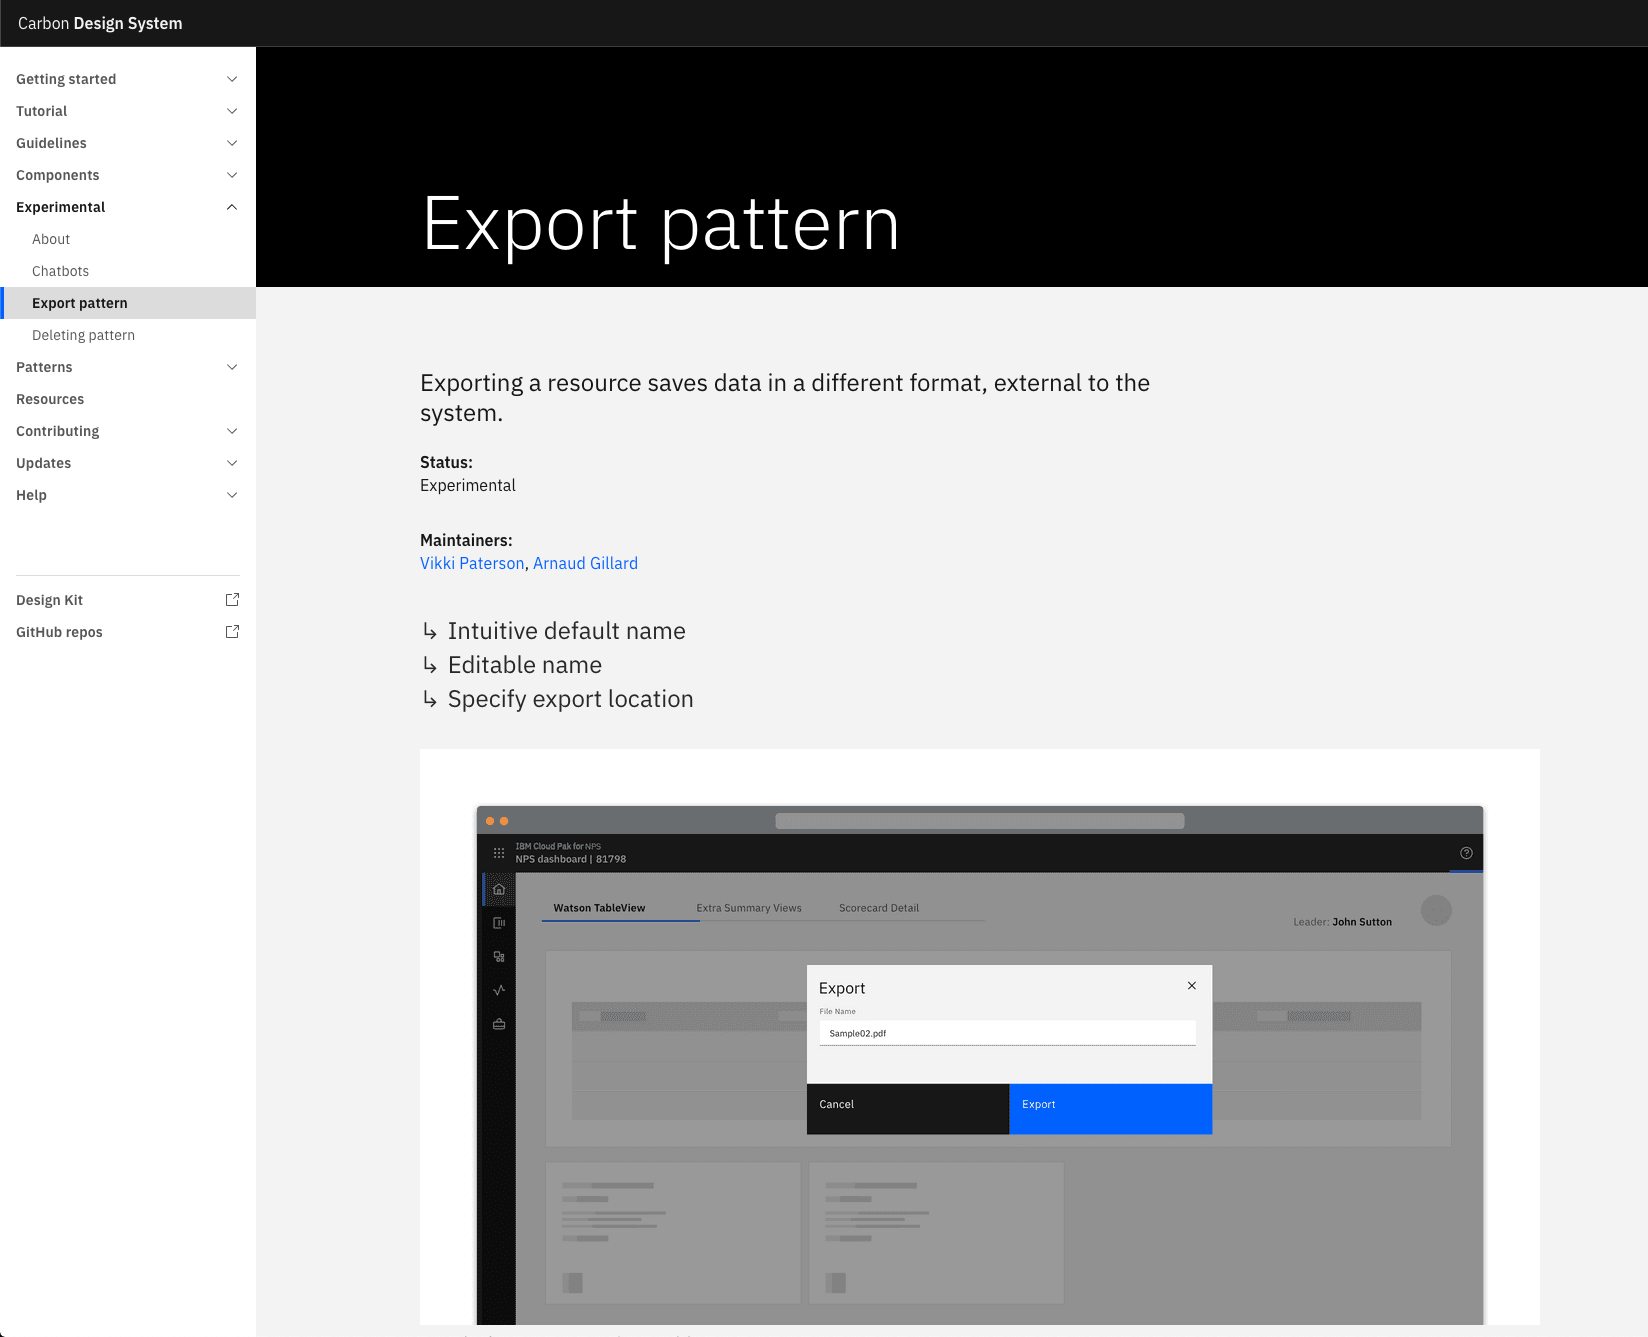 Carbon Design System
Getting started
Tutorial
Guidelines
Components
Experimental
About
Chatbots
Export pattern
Deleting pattern
Patterns
Resources
Contributing
Updates
Help
Design Kit
GitHub repos
Export pattern
Exporting a resource saves data in a different format, external to the
system.
Status:
Experimental
Maintainers:
Vikki Paterson, Arnaud Gillard
↳ Intuitive default name
↳ Editable name
↳ Specify export location
IBM Cloud Pak for NPS
NPS dashboard | 81798
Watson TableView Extra Summary Views Scorecard Detail
Leader: John Sutton
Export
File Name
Sample02.pdf
Cancel Export